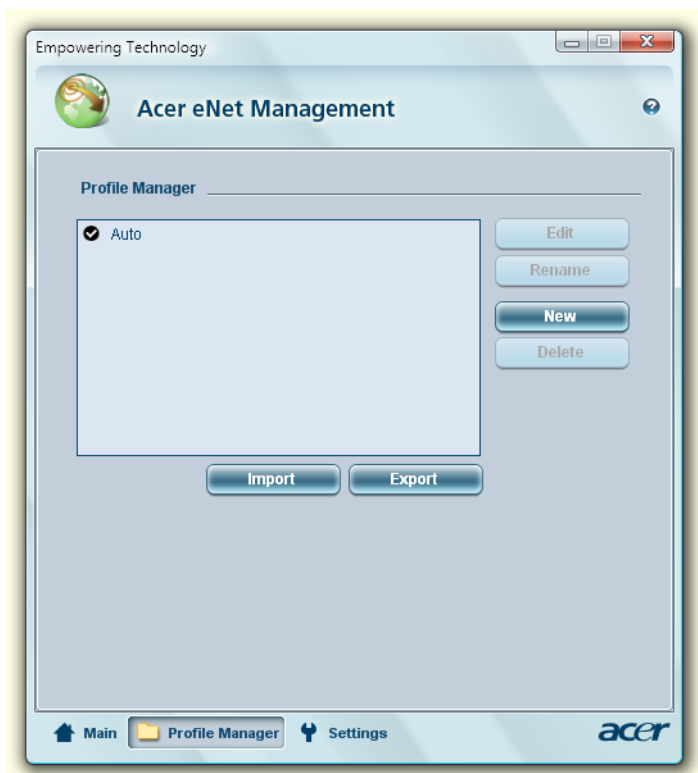 Empowering Technology
Acer eNet Management
Profile Manager
Auto
Edit
Rename
New
Delete
Import Export
Main Profile Manager Settings acer